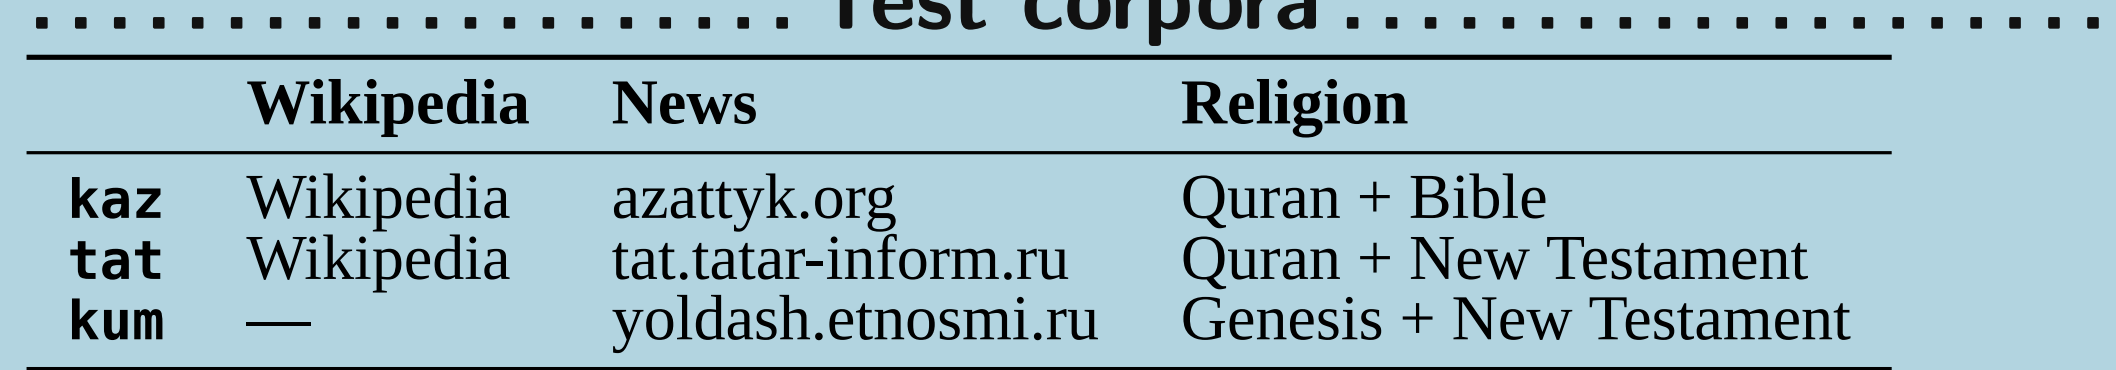 .................... Test corpora ....................
Wikipedia News Religion
kaz Wikipedia azattyk.org Quran + Bible
tat Wikipedia tat.tatar-inform.ru Quran + New Testament
kum — yoldash.etnosmi.ru Genesis + New Testament